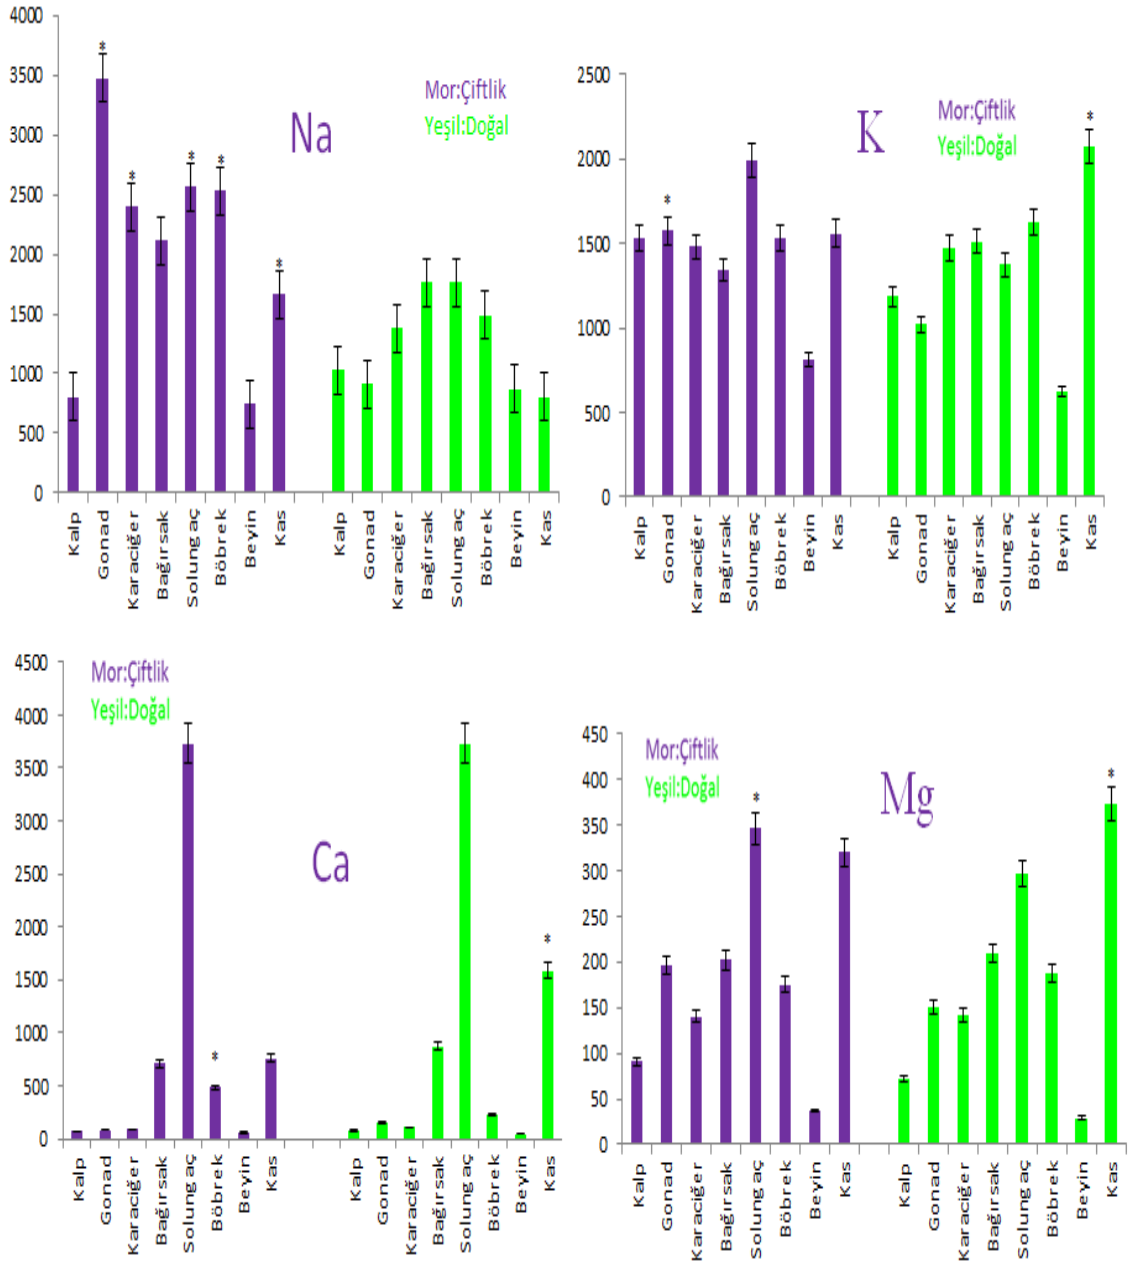 4000
3500
3000
2500
2000
1500
1000
500
0
*
*
*
*
*
Na
Mor:Çiftlik
Yeşil:Doğal
Kalp
Gonad
Karaciğer
Bağırsak
Solungaç
Böbrek
Beyin
Kas
Kalp
Gonad
Karaciğer
Bağırsak
Solungaç
Böbrek
Beyin
Kas
2500
2000
1500
1000
500
0
*
*
K
Mor:Çiftlik
Yeşil:Doğal
Kalp
Gonad
Karaciğer
Bağırsak
Solungaç
Böbrek
Beyin
Kas
Kalp
Gonad
Karaciğer
Bağırsak
Solungaç
Böbrek
Beyin
Kas
4500
4000
3500
3000
2500
2000
1500
1000
500
0
Mor:Çiftlik
Yeşil:Doğal
Ca
*
*
Kalp
Gonad
Karaciğer
Bağırsak
Solungaç
Böbrek
Beyin
Kas
Kalp
Gonad
Karaciğer
Bağırsak
Solungaç
Böbrek
Beyin
Kas
450
400
350
300
250
200
150
100
50
0
Mor:Çiftlik
Yeşil:Doğal
Mg
*
*
Kalp
Gonad
Karaciğer
Bağırsak
Solungaç
Böbrek
Beyin
Kas
Kalp
Gonad
Karaciğer
Bağırsak
Solungaç
Böbrek
Beyin
Kas